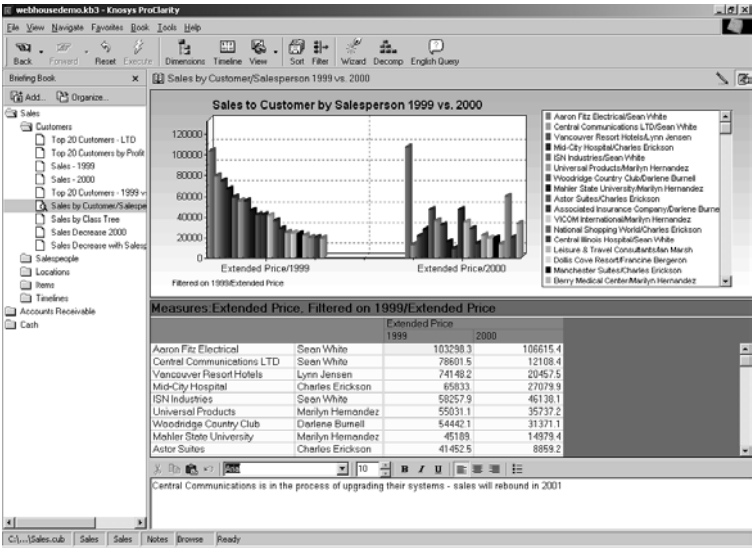 webhousedemo.kb3 - Knosys ProClarity
File View Navigate Favorites Book Tools Help
Back Forward Reset Execute Dimensions Timeline View Sort Filter Wizard Decomp English Query
Briefing Book
Sales by Customer/Salesperson 1999 vs. 2000
Add... Organize...
Sales
Customers
Top 20 Customers - LTD
Top 20 Customers by Profit
Sales - 1999
Sales - 2000
Top 20 Customers - 1999 v
Sales by Customer/Salespe
Sales by Class Tree
Sales Decrease 2000
Sales Decrease with Salesp
Salespeople
Locations
Items
Timelines
Accounts Receivable
Cash
Sales to Customer by Salesperson 1999 vs. 2000
120000
100000
80000
60000
40000
20000
0
Extended Price/1999 Extended Price/2000
Filtered on 1999/Extended Price
Aaron Fitz Electrical/Sean White
Central Communications LTD/Sean White
Vancouver Resort Hotels/Lynn Jensen
Mid-City Hospital/Charles Erickson
ISN Industries/Sean White
Universal Products/Marilyn Hernandez
Woodridge Country Club/Darlene Burnell
Mahler State University/Marilyn Hernandez
Astor Suites/Charles Erickson
Associated Insurance Company/Darlene Burne
VICOM International/Marilyn Hernandez
National Shopping World/Charles Erickson
Central Illinois Hospital/Sean White
Leisure & Travel Consultants/Ian Marsh
Dollis Cove Resort/Francine Bergeron
Manchester Suites/Charles Erickson
Berry Medical Center/Marilyn Hernandez
Measures:Extended Price, Filtered on 1999/Extended Price
Extended Price
1999 2000
Aaron Fitz Electrical Sean White 103298.3 106615.4
Central Communications LTD Sean White 78601.5 12108.4
Vancouver Resort Hotels Lynn Jensen 74148.2 20457.5
Mid-City Hospital Charles Erickson 65833. 27079.9
ISN Industries Sean White 58257.9 46138.1
Universal Products Marilyn Hernandez 55031.1 35737.2
Woodridge Country Club Darlene Burnell 54442.1 31371.1
Mahler State University Marilyn Hernandez 45189. 14979.4
Astor Suites Charles Erickson 41452.5 8859.2
Arial 10 B I U
Central Communications is in the process of upgrading their systems - sales will rebound in 2001
C:\...\Sales.cub Sales Sales Notes Browse Ready